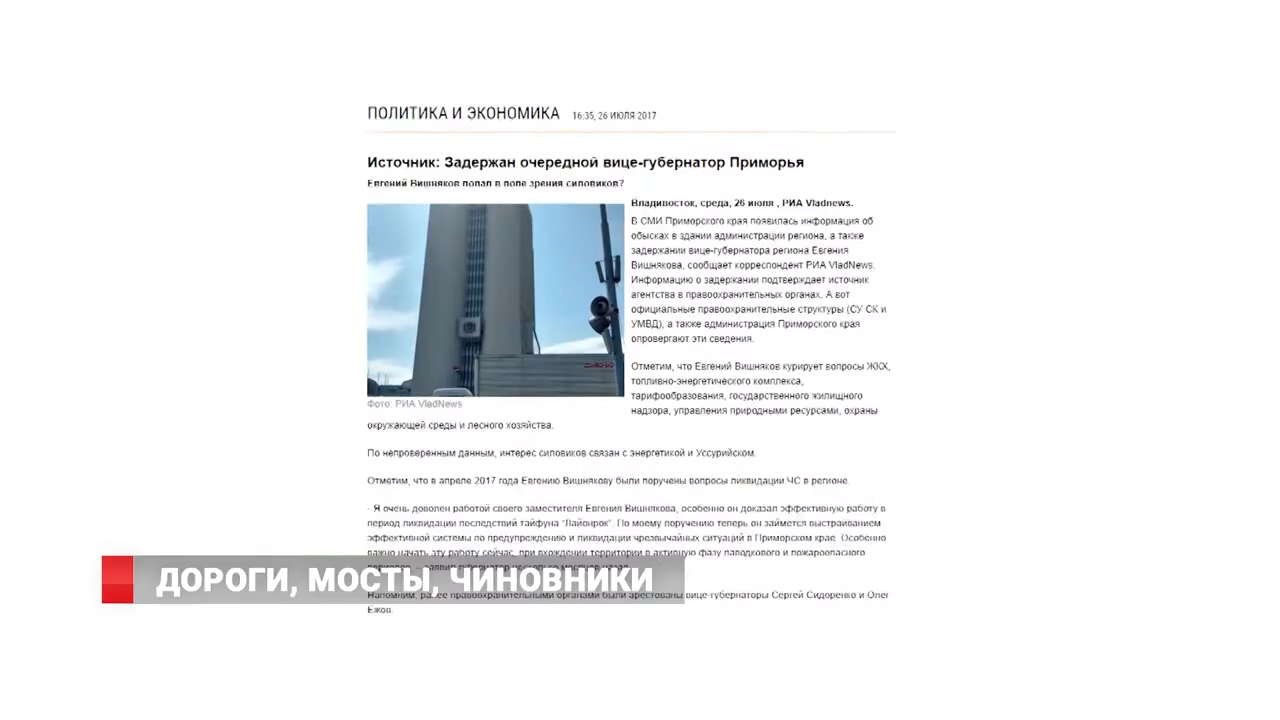 ПОЛИТИКА И ЭКОНОМИКА 16:35, 26 ИЮЛЯ 2017
Источник: Задержан очередной вице-губернатор Приморья
Евгений Вишняков попал в поле зрения силовиков?
Владивосток, среда, 26 июля , РИА Vladnews.
В СМИ Приморского края появилась информация об
обысках в здании администрации региона, а также
задержании вице-губернатора региона Евгения
Вишнякова, сообщает корреспондент РИА VladNews.
Информацию о задержании подтверждает источник
агентства в правоохранительных органах. А вот
официальные правоохранительные структуры (СУ СК и
УМВД), а также администрация Приморского края
опровергают эти сведения.
Фото: РИА VladNews
Отметим, что Евгений Вишняков курирует вопросы ЖКХ,
топливно-энергетического комплекса,
тарифообразования, государственного жилищного
надзора, управления природными ресурсами, охраны
окружающей среды и лесного хозяйства.
По непроверенным данным, интерес силовиков связан с энергетикой и Уссурийском.
Отметим, что в апреле 2017 года Евгению Вишнякову были поручены вопросы ликвидации ЧС в регионе.
- Я очень доволен работой своего заместителя Евгения Вишнякова, особенно он доказал эффективную работу в
период ликвидации последствий тайфуна "Лайонрок". По моему поручению теперь он займется выстраиванием
эффективной системы по предупреждению и ликвидации чрезвычайных ситуаций в Приморском крае. Особенно
важно начать эту работу сейчас, при вхождении территории в активную фазу паводкового и пожароопасного
ДОРОГИ, МОСТЫ, ЧИНОВНИКИ
Напомним, ранее правоохранительными органами были арестованы вице-губернаторы Сергей Сидоренко и Олег
Ежов.